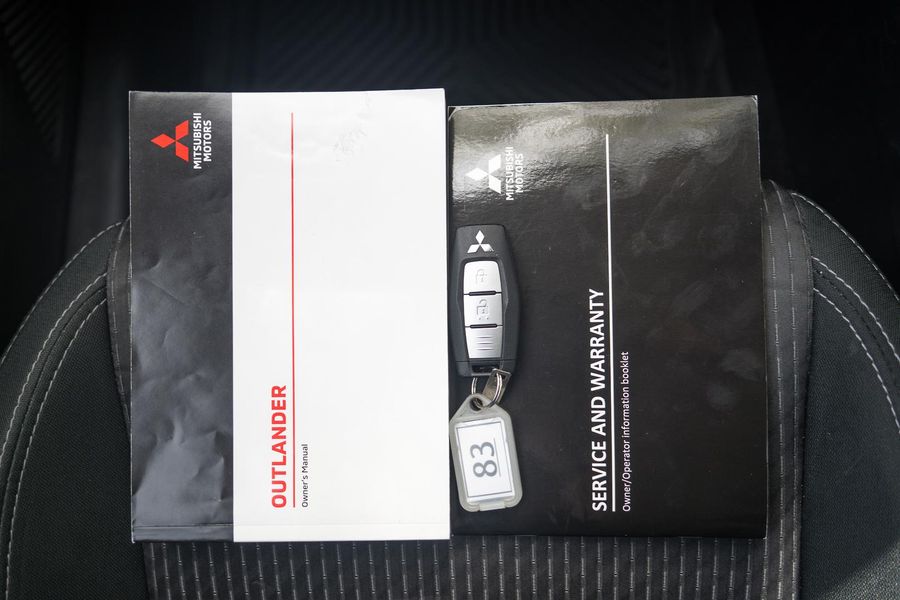 MITSUBISHI
MOTORS
OUTLANDER
Owner's Manual
MITSUBISHI
MOTORS
SERVICE AND WARRANTY
Owner/Operator information booklet
83